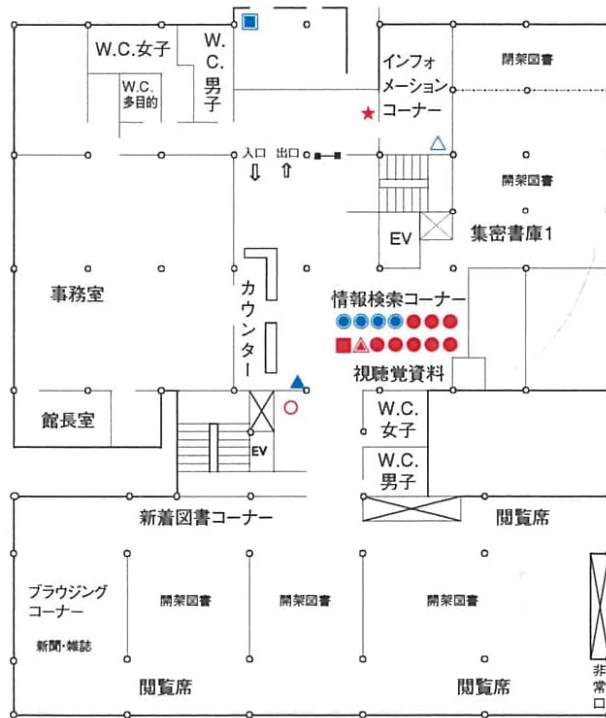 W.C.女子
W.C.男子
W.C.
多目的
インフォ
メーション
コーナー
閉架図書
入口
出口
開架図書
EV
集密書庫1
事務室
カウンター
情報検索コーナー
視聴覚資料
館長室
EV
W.C.
女子
W.C.
男子
新着図書コーナー
閲覧席
ブラウジング
コーナー
新聞・雑誌
開架図書
開架図書
開架図書
閲覧席
閲覧席
非常口